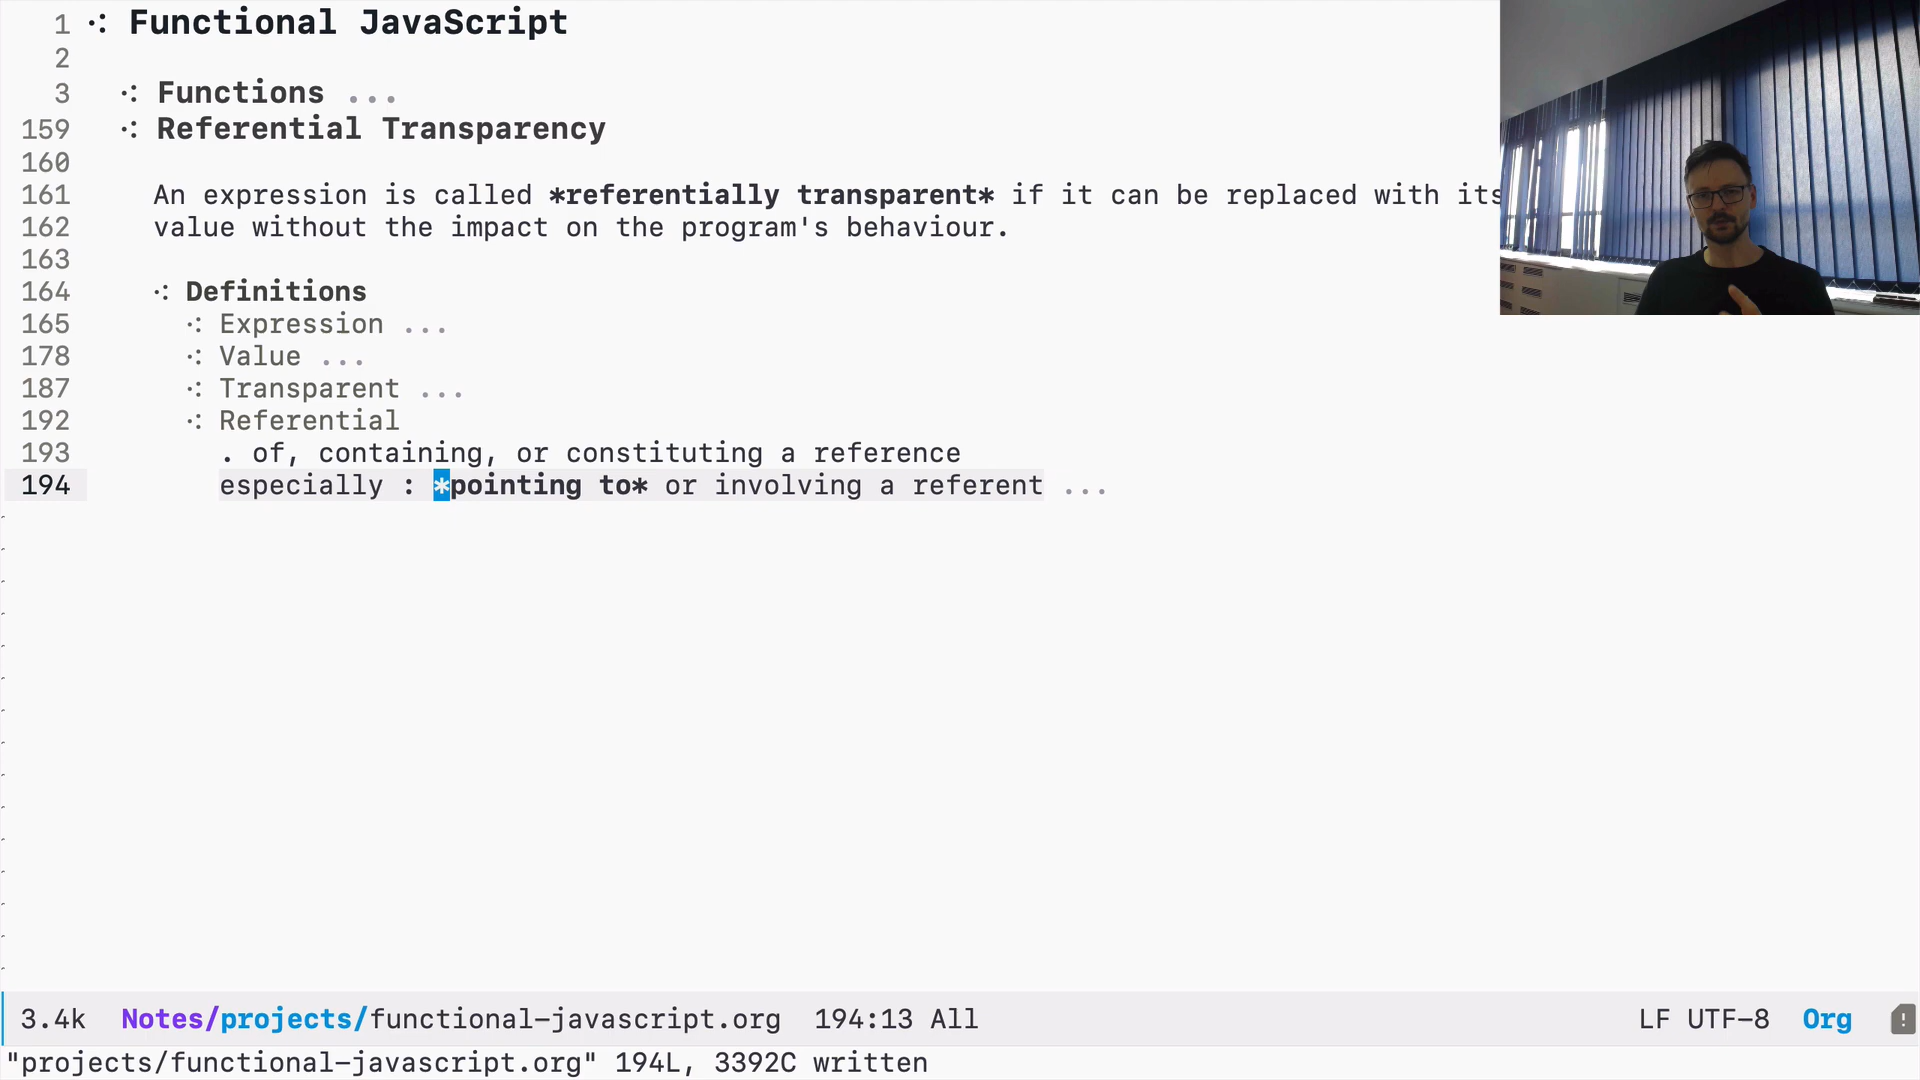 1 Functional JavaScript
2
3 Functions ...
159 Referential Transparency
160
161 An expression is called *referentially transparent* if it can be replaced with its
162 value without the impact on the program's behaviour.
163
164 Definitions
165 Expression ...
178 Value ...
187 Transparent ...
192 Referential
193 . of, containing, or constituting a reference
194 especially : *pointing to* or involving a referent ...
3.4k Notes/projects/functional-javascript.org 194:13 All LF UTF-8 Org
"projects/functional-javascript.org" 194L, 3392C written